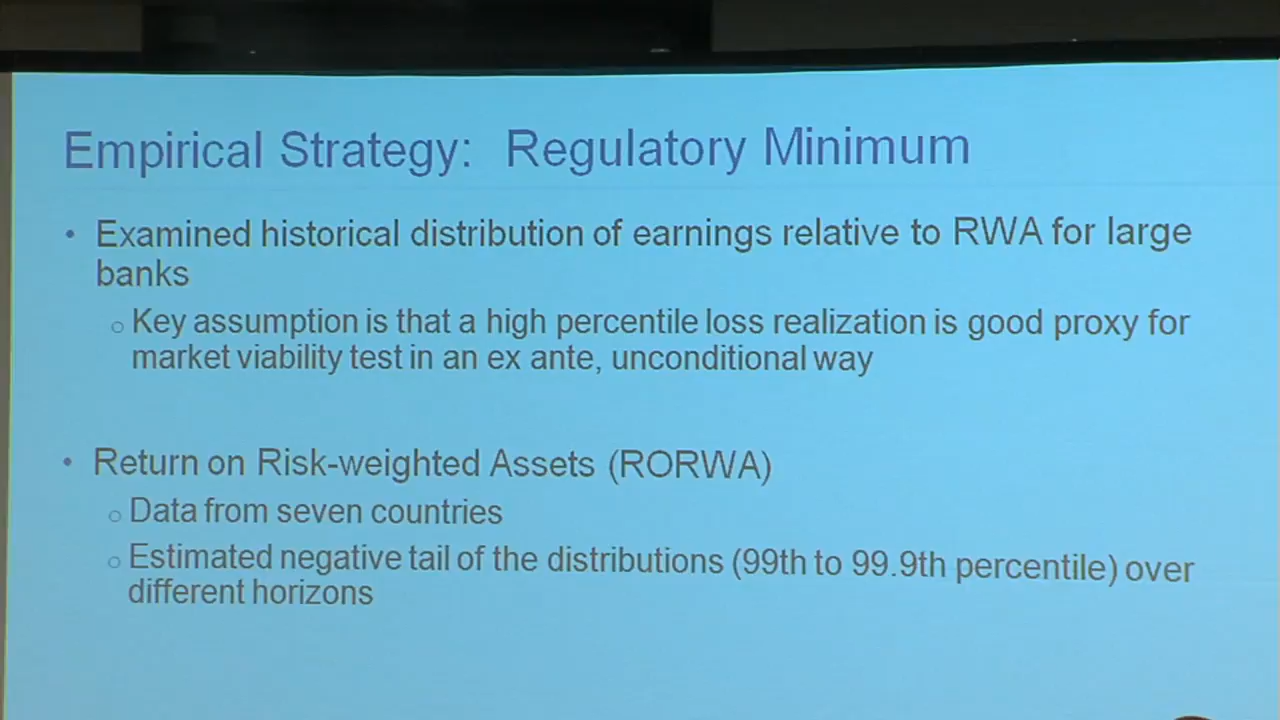 Empirical Strategy: Regulatory Minimum
• Examined historical distribution of earnings relative to RWA for large
banks
○ Key assumption is that a high percentile loss realization is good proxy for
market viability test in an ex ante, unconditional way
• Return on Risk-weighted Assets (RORWA)
○ Data from seven countries
○ Estimated negative tail of the distributions (99th to 99.9th percentile) over
different horizons